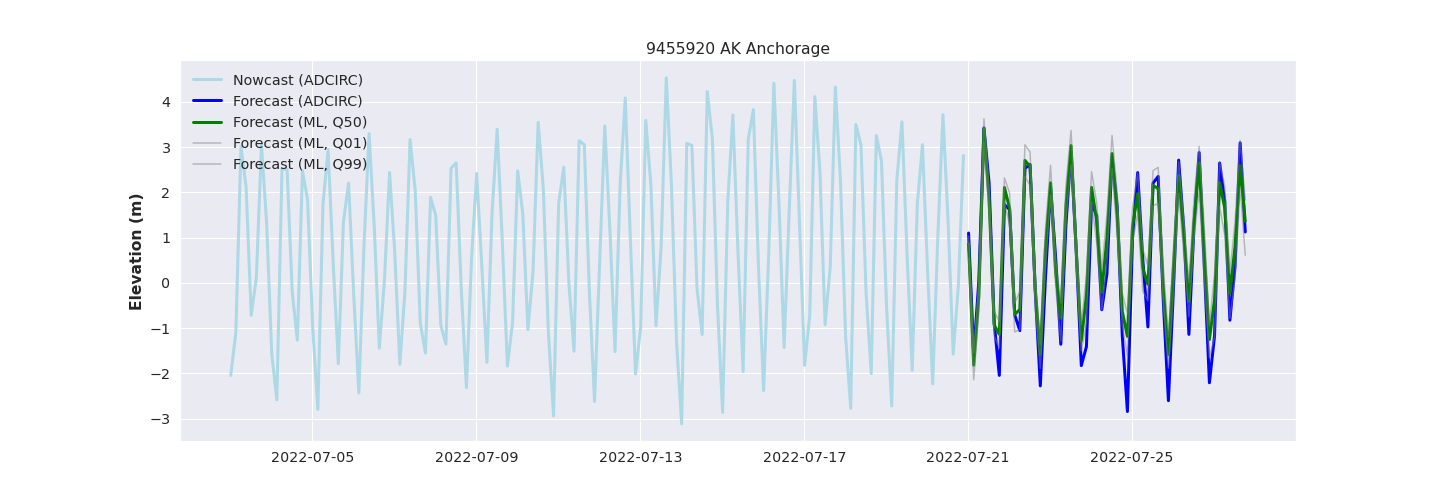 9455920 AK Anchorage
Nowcast (ADCIRC)
Forecast (ADCIRC)
Forecast (ML, Q50)
Forecast (ML, Q01)
Forecast (ML, Q99)
Elevation (m)
4
3
2
1
0
−1
−2
−3
2022-07-05
2022-07-09
2022-07-13
2022-07-17
2022-07-21
2022-07-25